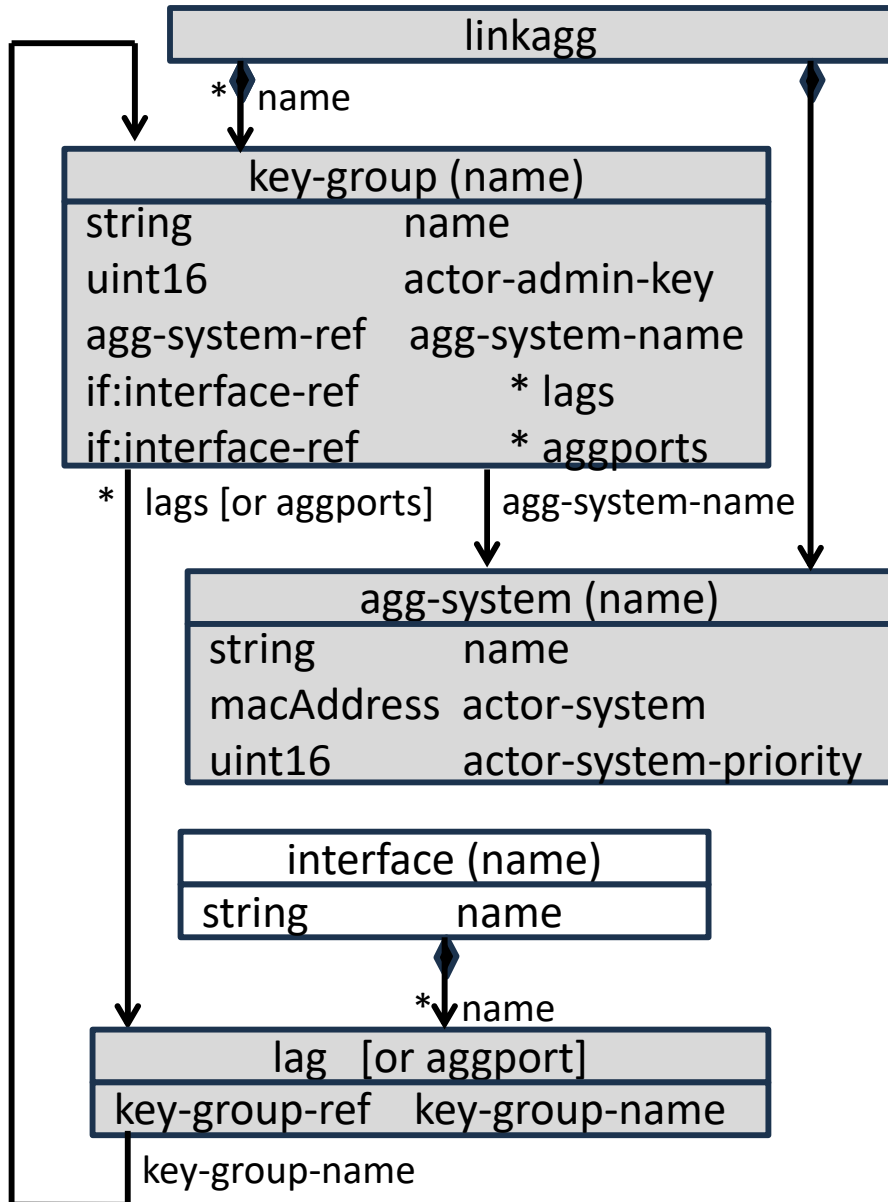 linkagg
* name
key-group (name)
string name
uint16 actor-admin-key
agg-system-ref agg-system-name
if:interface-ref * lags
if:interface-ref * aggports
* lags [or aggports] agg-system-name
agg-system (name)
string name
macAddress actor-system
uint16 actor-system-priority
interface (name)
string name
* name
lag [or aggport]
key-group-ref key-group-name
key-group-name